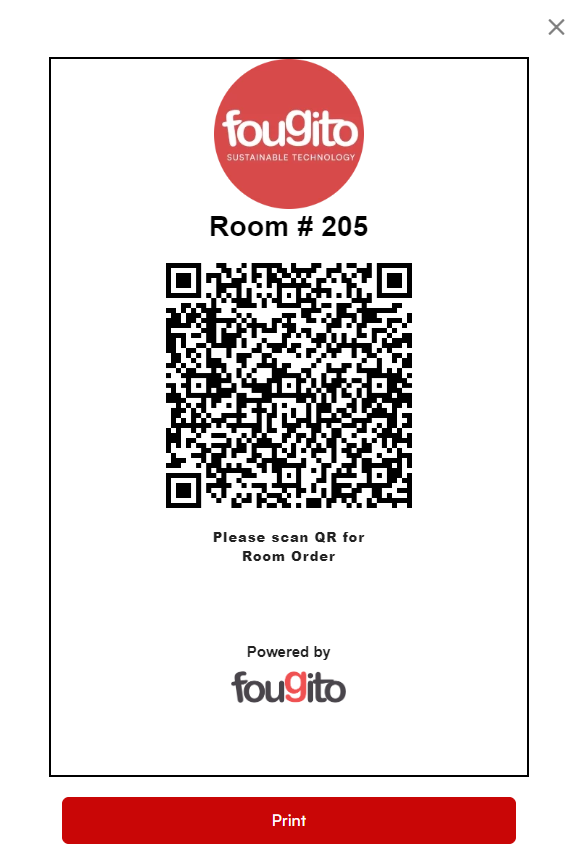 fougito
SUSTAINABLE TECHNOLOGY
Room # 205
Please scan QR for
Room Order
Powered by
fougito
Print